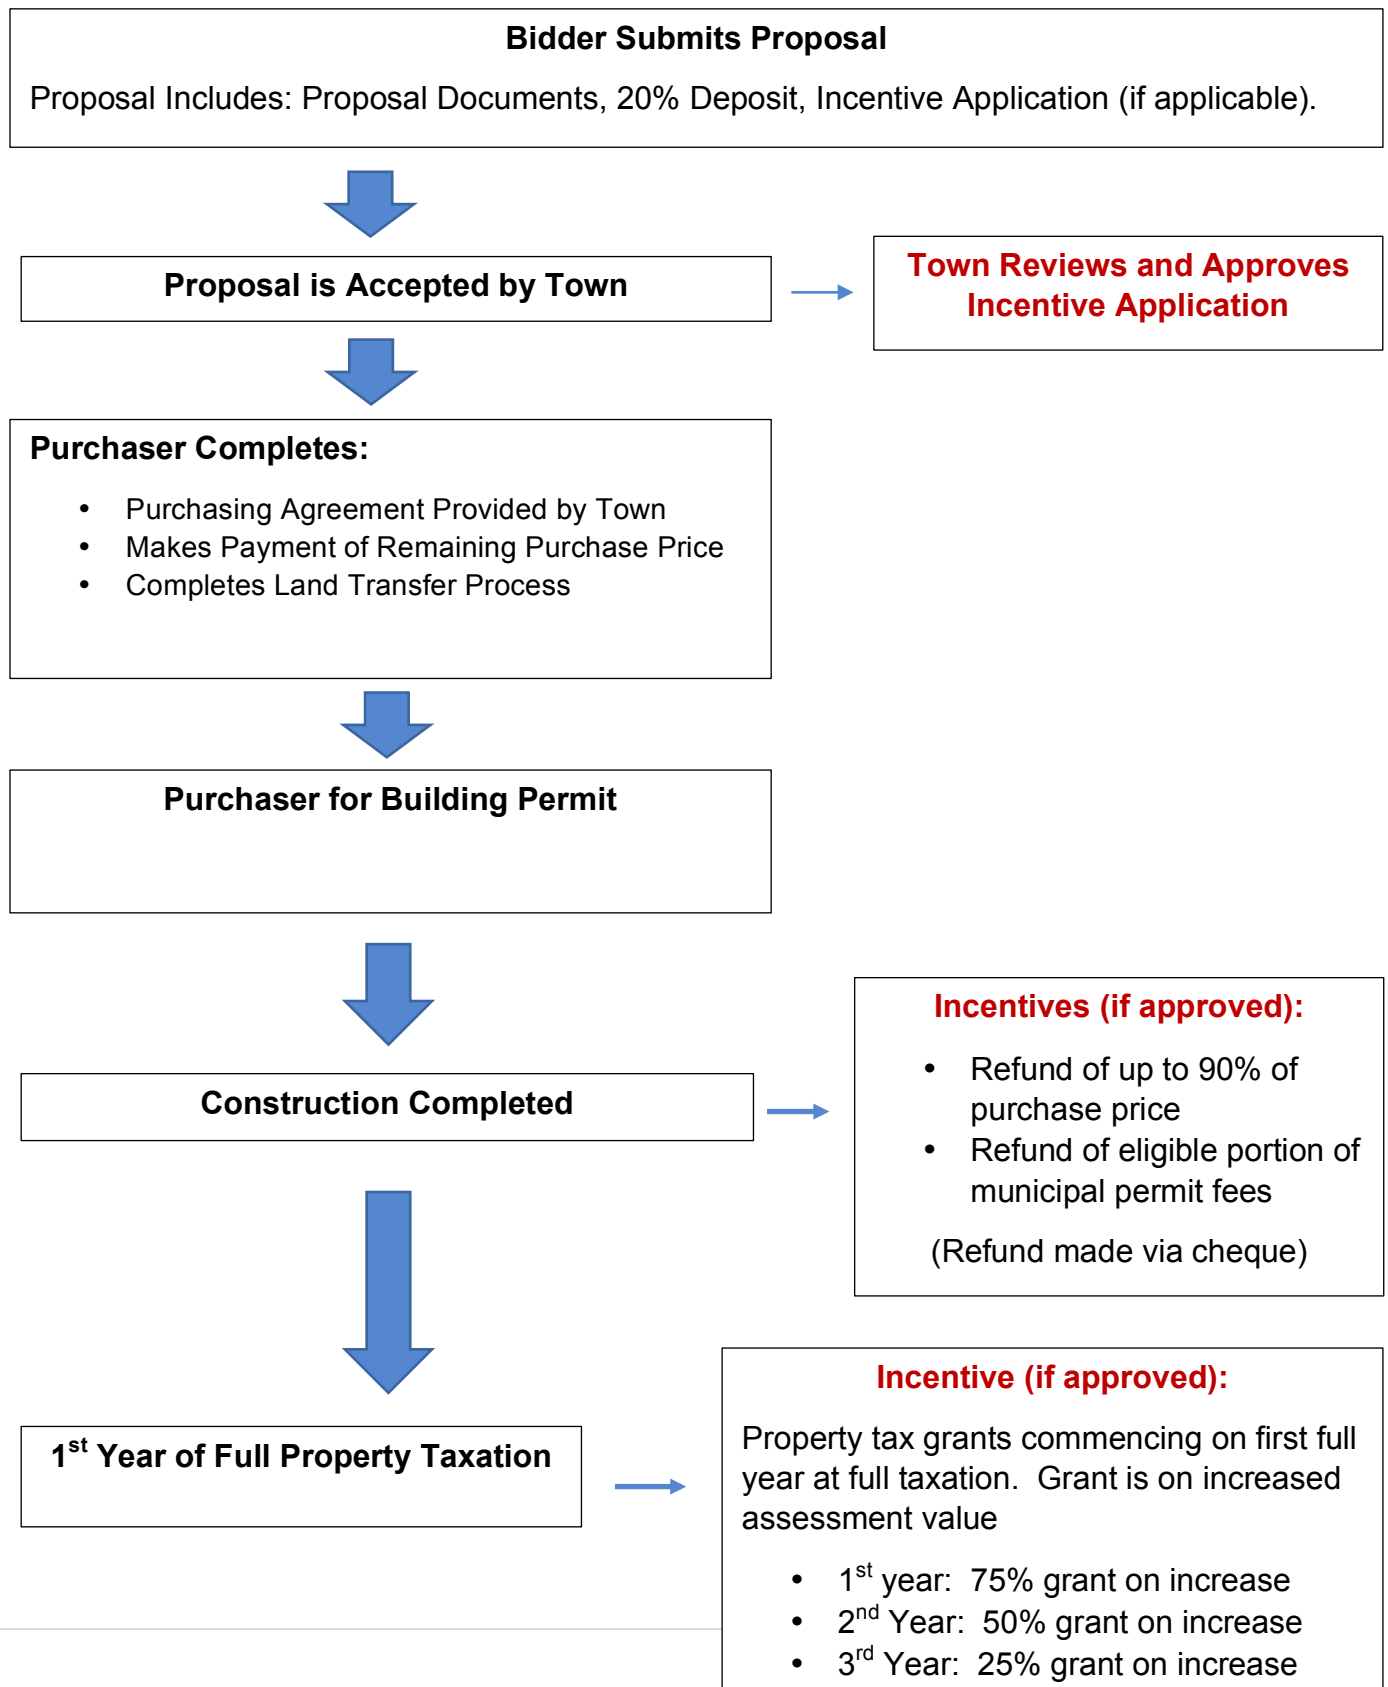 Bidder Submits Proposal
Proposal Includes: Proposal Documents, 20% Deposit, Incentive Application (if applicable).
Proposal is Accepted by Town
Town Reviews and Approves
Incentive Application
Purchaser Completes:
• Purchasing Agreement Provided by Town
• Makes Payment of Remaining Purchase Price
• Completes Land Transfer Process
Purchaser for Building Permit
Construction Completed
Incentives (if approved):
• Refund of up to 90% of
purchase price
• Refund of eligible portion of
municipal permit fees
(Refund made via cheque)
1st Year of Full Property Taxation
Incentive (if approved):
Property tax grants commencing on first full
year at full taxation.  Grant is on increased
assessment value
• 1st year:  75% grant on increase
• 2nd Year:  50% grant on increase
• 3rd Year:  25% grant on increase